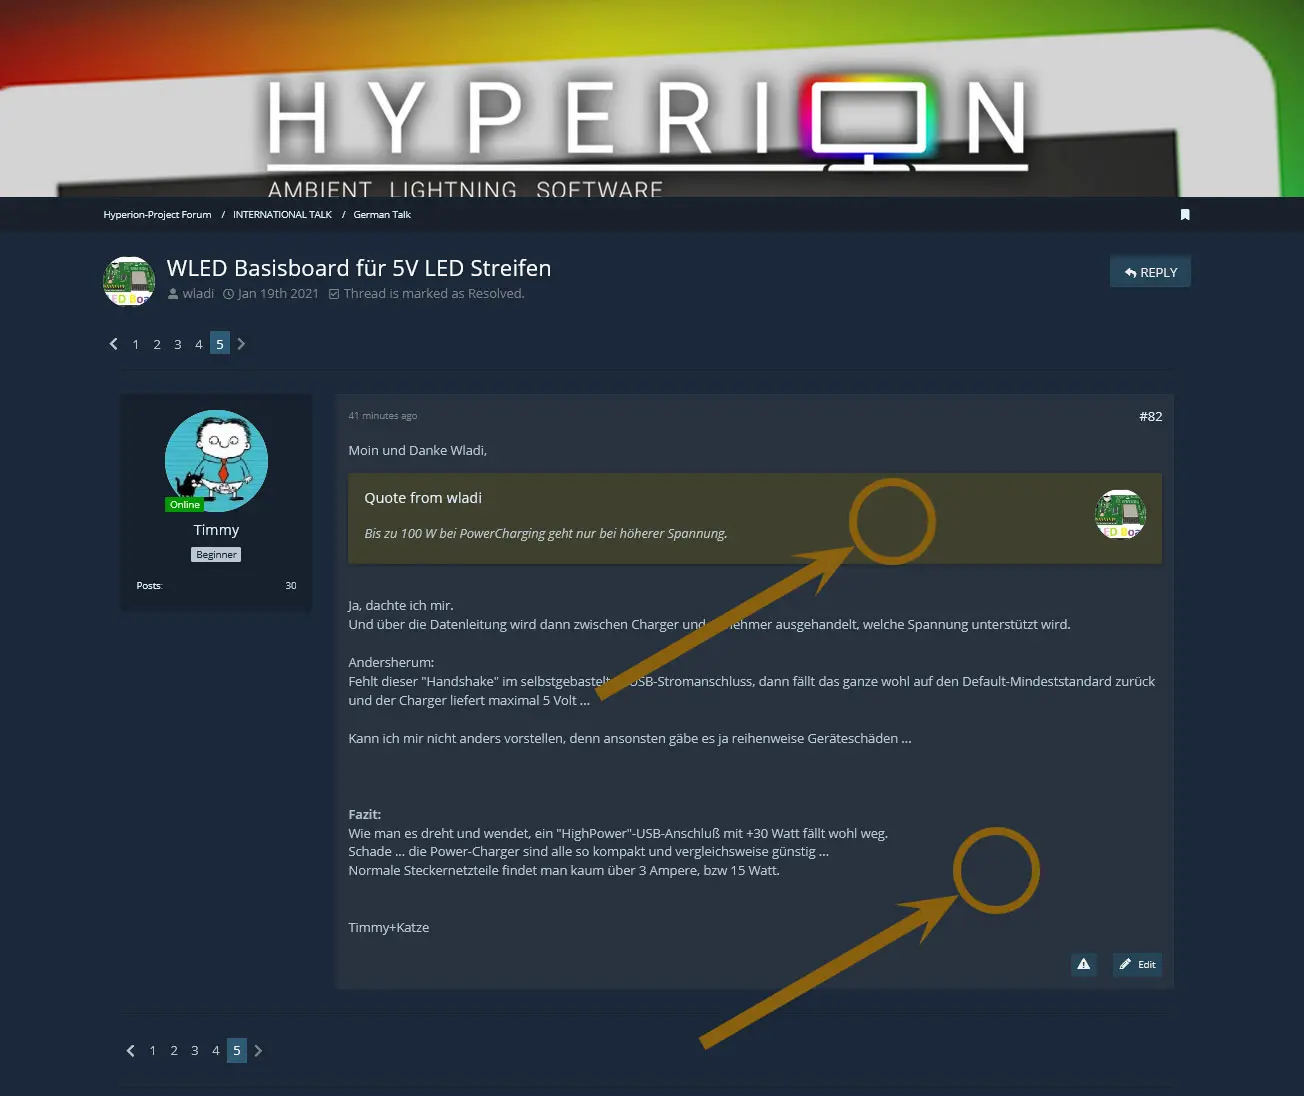 HYPERION
AMBIENT LIGHTNING SOFTWARE
Hyperion-Project Forum / INTERNATIONAL TALK / German Talk
WLED Basisboard für 5V LED Streifen
REPLY
wladi Jan 19th 2021 Thread is marked as Resolved.
1 2 3 4 5
Online
Timmy
Beginner
Posts: 30
41 minutes ago #82
Moin und Danke Wladi,
Quote from wladi
Bis zu 100 W bei PowerCharging geht nur bei höherer Spannung.
Ja, dachte ich mir.
Und über die Datenleitung wird dann zwischen Charger und ehmer ausgehandelt, welche Spannung unterstützt wird.
Andersherum:
Fehlt dieser "Handshake" im selbstgebastelt USB-Stromanschluss, dann fällt das ganze wohl auf den Default-Mindeststandard zurück
und der Charger liefert maximal 5 Volt ...
Kann ich mir nicht anders vorstellen, denn ansonsten gäbe es ja reihenweise Geräteschäden ...
Fazit:
Wie man es dreht und wendet, ein "HighPower"-USB-Anschluß mit +30 Watt fällt wohl weg.
Schade ... die Power-Charger sind alle so kompakt und vergleichsweise günstig ...
Normale Steckernetzteile findet man kaum über 3 Ampere, bzw 15 Watt.
Timmy+Katze
Edit
1 2 3 4 5